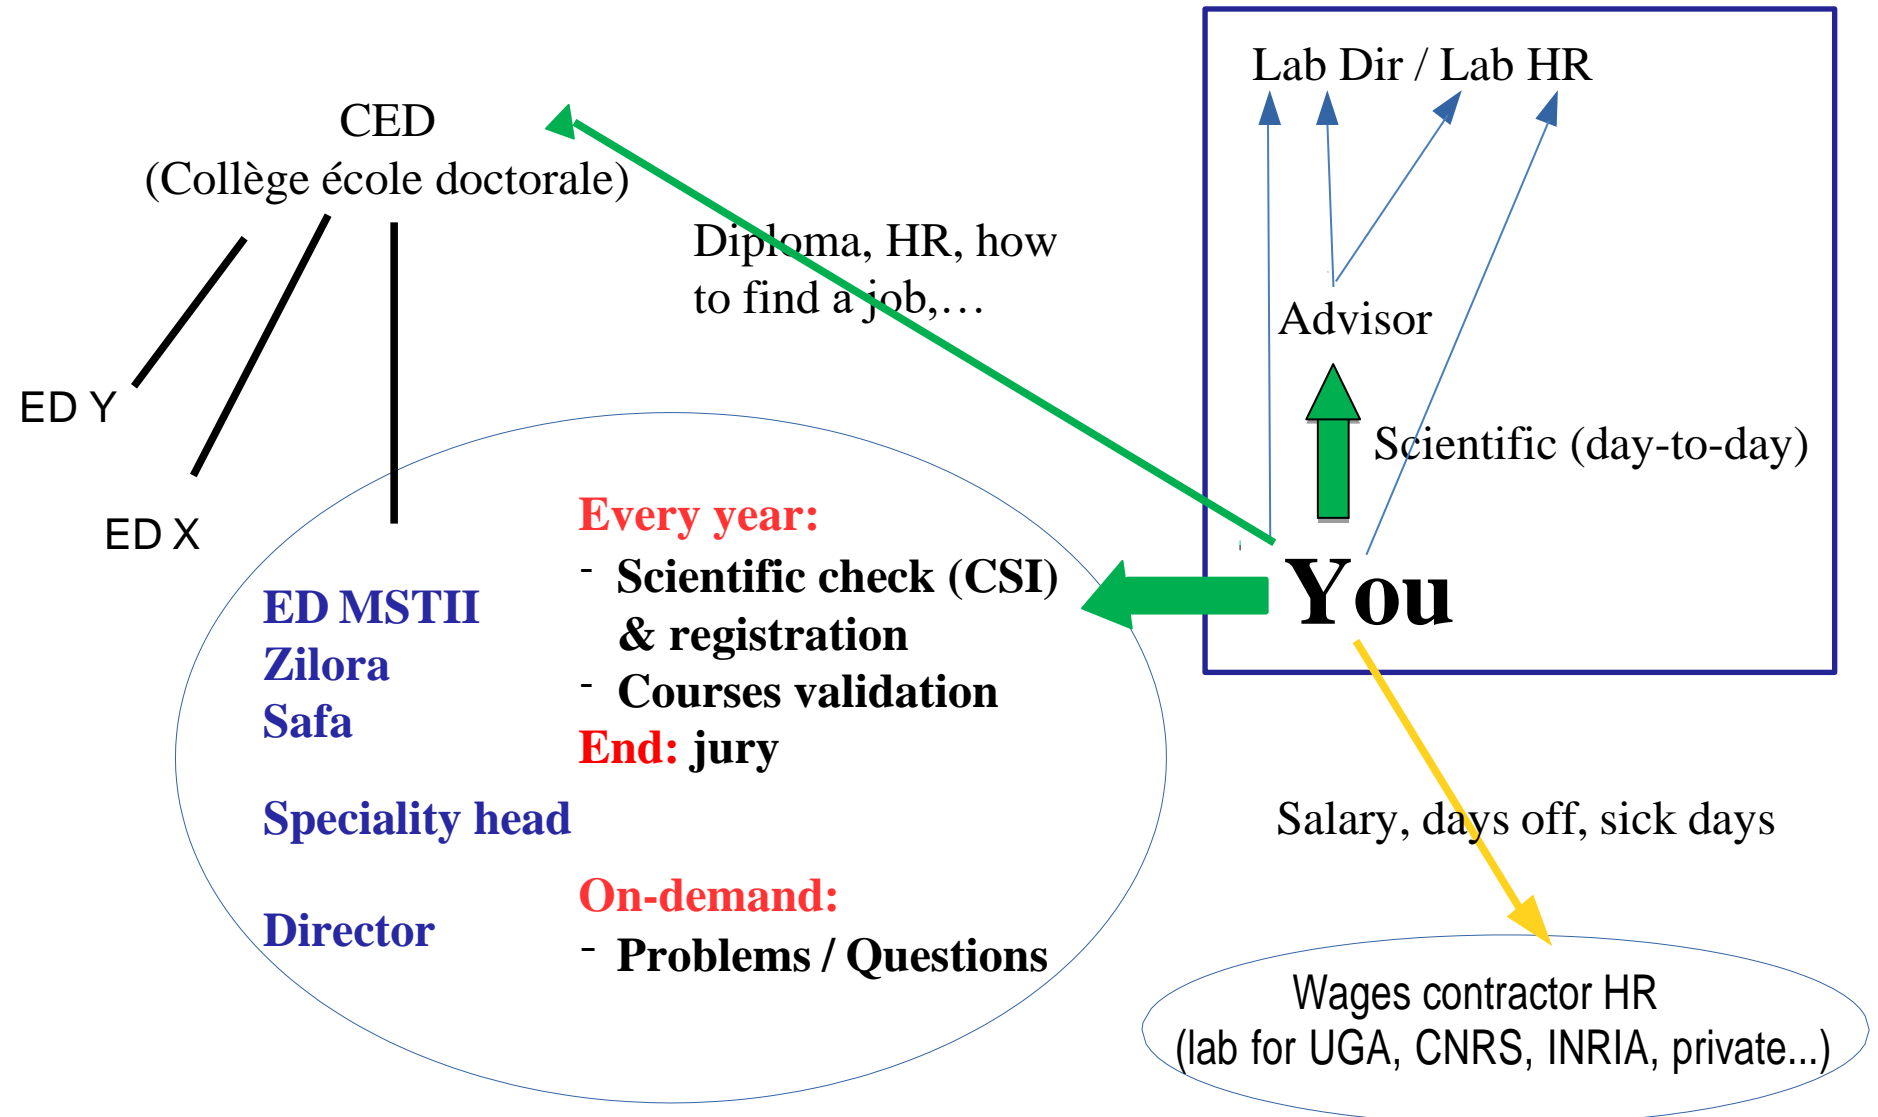 Lab Dir / Lab HR
CED
(Collège école doctorale)
Diploma, HR, how
to find a job,…
Advisor
ED Y
Scientific (day-to-day)
ED X
Every year:
- Scientific check (CSI)
& registration
- Courses validation
End: jury
You
ED MSTII
Zilora
Safa
Speciality head
Director
On-demand:
- Problems / Questions
Salary, days off, sick days
Wages contractor HR
(lab for UGA, CNRS, INRIA, private...)